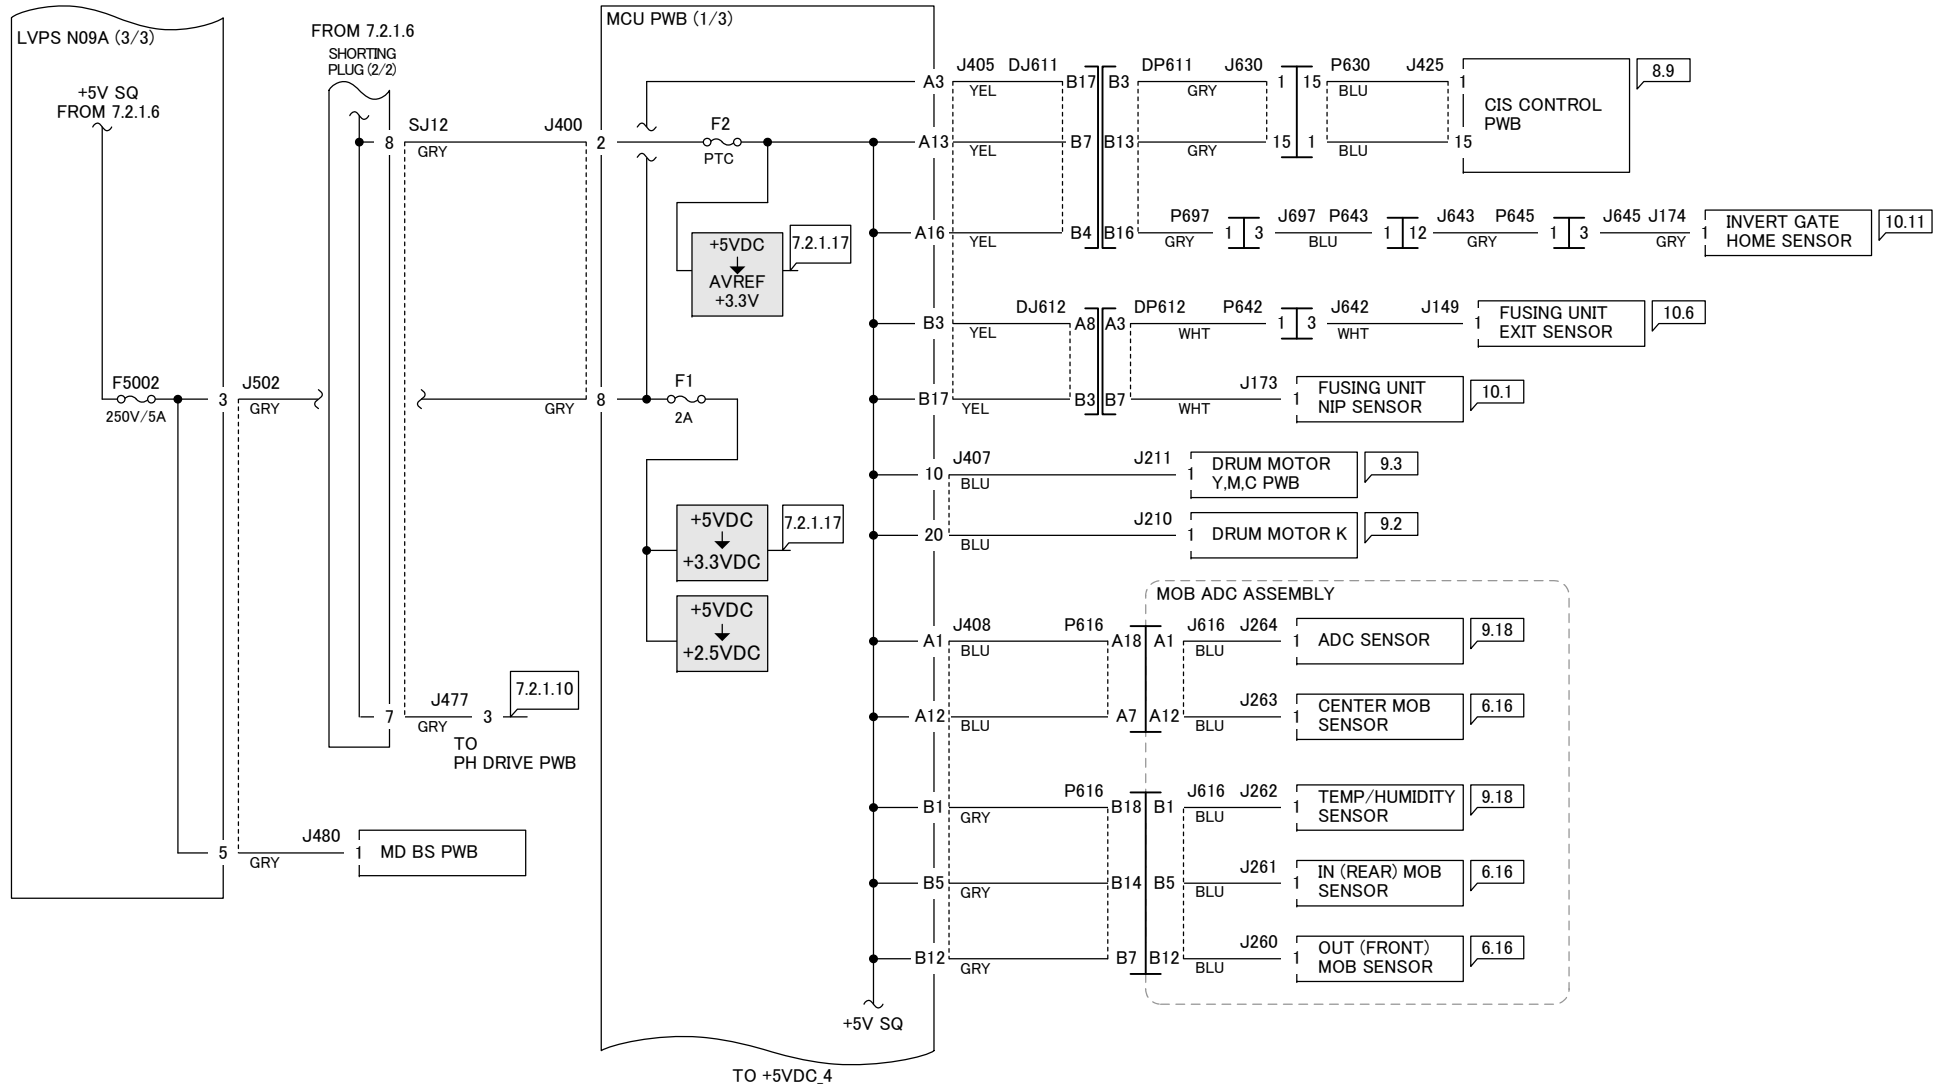 LVPS N09A (3/3)
+5V SQ
FROM 7.2.1.6
F5002
250V/5A
3
J502
GRY
5
GRY
J480
1
MD BS PWB
FROM 7.2.1.6
SHORTING
PLUG (2/2)
8
SJ12
GRY
J400
2
GRY
8
7
J477
GRY
3
7.2.1.10
TO
PH DRIVE PWB
MCU PWB (1/3)
F2
PTC
+5VDC
AVREF
+3.3V
7.2.1.17
F1
2A
+5VDC
+3.3VDC
7.2.1.17
+5VDC
+2.5VDC
+5V SQ
TO +5VDC_4
A3
J405
YEL
DJ611
B17
B3
DP611
GRY
J630
1
15
P630
BLU
J425
1
CIS CONTROL
PWB
8.9
A13
YEL
B7
B13
GRY
15
1
BLU
15
A16
YEL
B4
B16
P697
GRY
1
3
J697
BLU
P643
1
12
J643
GRY
P645
1
3
J645
J174
GRY
1
INVERT GATE
HOME SENSOR
10.11
B3
YEL
DJ612
A8
A3
DP612
WHT
P642
1
3
J642
WHT
J149
1
FUSING UNIT
EXIT SENSOR
10.6
B17
YEL
B3
B7
WHT
J173
1
FUSING UNIT
NIP SENSOR
10.1
10
J407
BLU
J211
1
DRUM MOTOR
Y,M,C PWB
9.3
20
BLU
J210
1
DRUM MOTOR K
9.2
MOB ADC ASSEMBLY
A1
J408
BLU
P616
A18
A1
J616
BLU
J264
1
ADC SENSOR
9.18
A12
BLU
A7
A12
BLU
J263
1
CENTER MOB
SENSOR
6.16
B1
GRY
P616
B18
B1
J616
BLU
J262
1
TEMP/HUMIDITY
SENSOR
9.18
B5
GRY
B14
B5
BLU
J261
1
IN (REAR) MOB
SENSOR
6.16
B12
GRY
B7
B12
BLU
J260
1
OUT (FRONT)
MOB SENSOR
6.16